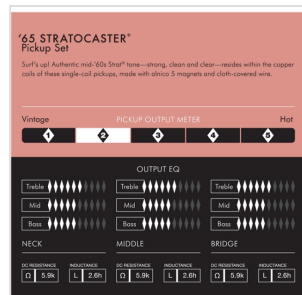 '65 STRATOCASTER®
Pickup Set
Surf's up! Authentic mid-'60s Strat® tone—strong, clean and clear—resides within the copper
coils of these single-coil pickups, made with alnico 5 magnets and cloth-covered wire.
Vintage PICKUP OUTPUT METER Hot
1 2 3 4 5
OUTPUT EQ
Treble Treble Treble
Mid Mid Mid
Bass Bass Bass
NECK MIDDLE BRIDGE
DC RESISTANCE INDUCTANCE DC RESISTANCE INDUCTANCE DC RESISTANCE INDUCTANCE
Ω 5.9k L 2.6h Ω 5.9k L 2.6h Ω 5.9k L 2.6h